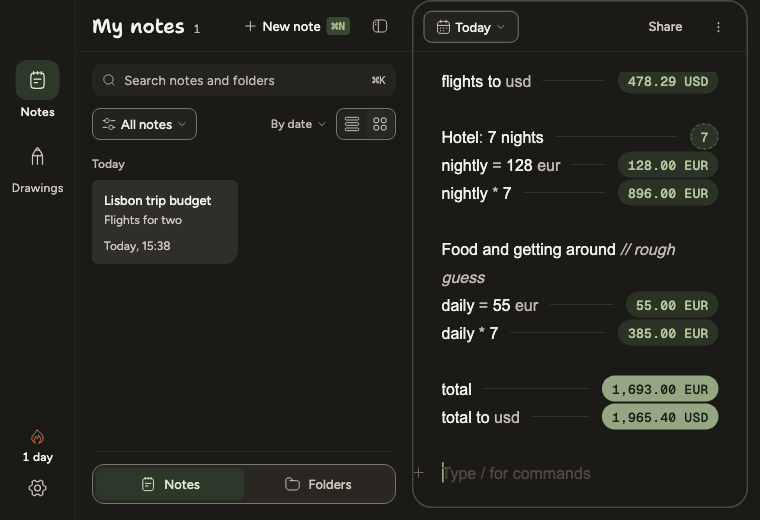 My notes 1
+ New note ⌘N
Search notes and folders ⌘K
All notes
By date
Today
Lisbon trip budget
Flights for two
Today, 15:38
Notes
Drawings
1 day
Notes
Folders
Today
Share
flights to usd 478.29 USD
Hotel: 7 nights 7
nightly = 128 eur 128.00 EUR
nightly * 7 896.00 EUR
Food and getting around // rough
guess
daily = 55 eur 55.00 EUR
daily * 7 385.00 EUR
total 1,693.00 EUR
total to usd 1,965.40 USD
+ Type / for commands